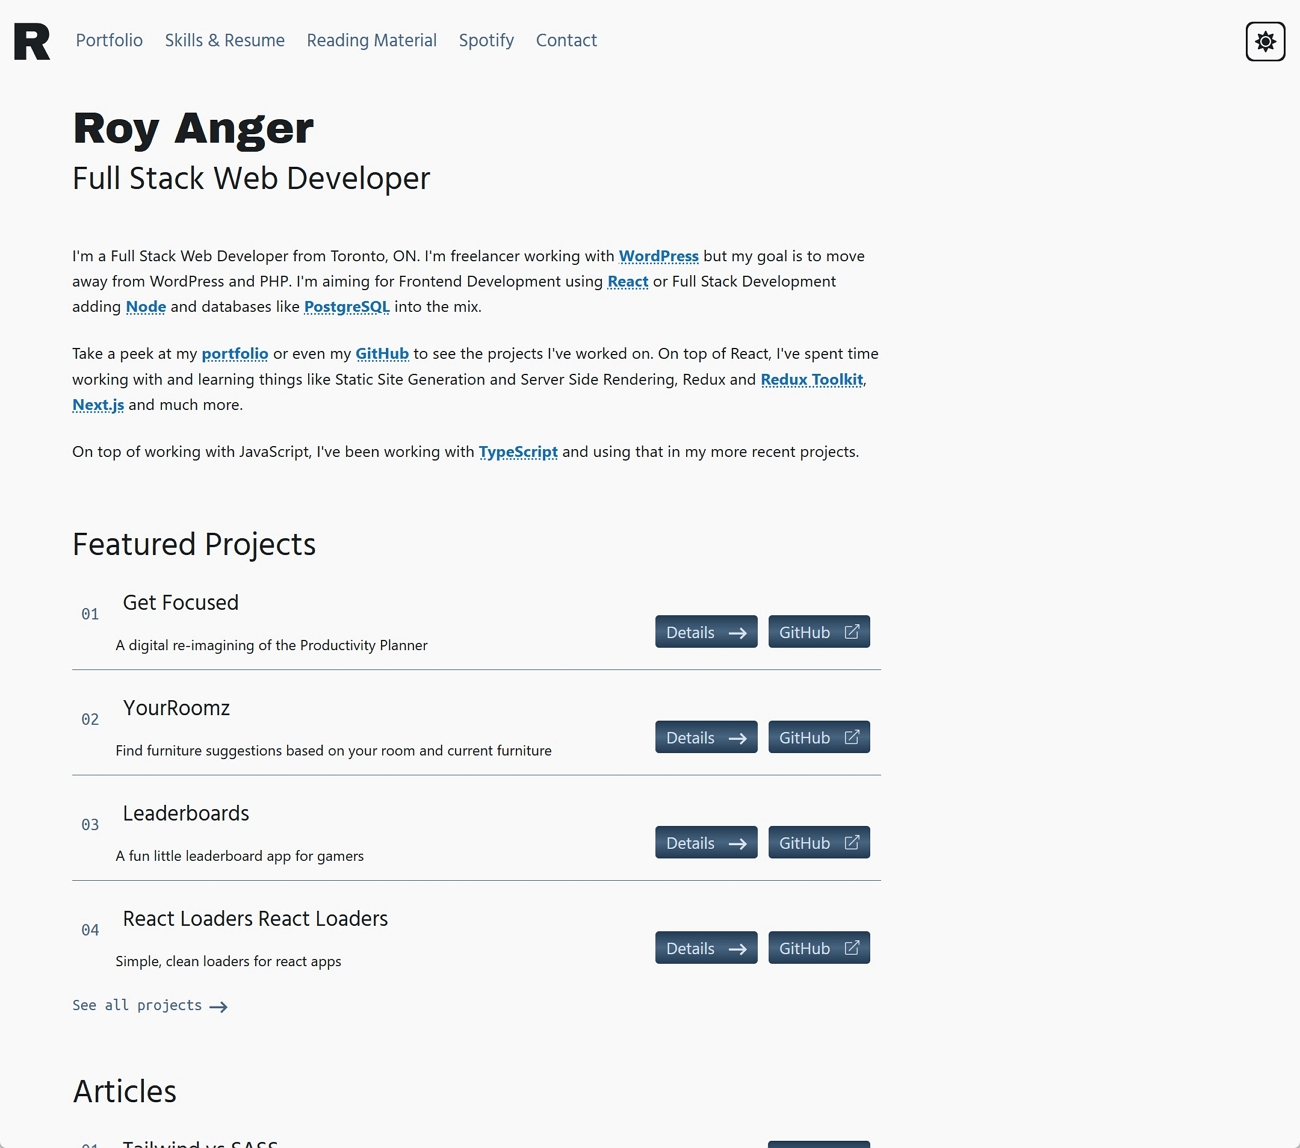 R Portfolio Skills & Resume Reading Material Spotify Contact
Roy Anger
Full Stack Web Developer
I'm a Full Stack Web Developer from Toronto, ON. I'm freelancer working with WordPress but my goal is to move
away from WordPress and PHP. I'm aiming for Frontend Development using React or Full Stack Development
adding Node and databases like PostgreSQL into the mix.
Take a peek at my portfolio or even my GitHub to see the projects I've worked on. On top of React, I've spent time
working with and learning things like Static Site Generation and Server Side Rendering, Redux and Redux Toolkit,
Next.js and much more.
On top of working with JavaScript, I've been working with TypeScript and using that in my more recent projects.
Featured Projects
01 Get Focused
A digital re-imagining of the Productivity Planner
Details GitHub
02 YourRoomz
Find furniture suggestions based on your room and current furniture
Details GitHub
03 Leaderboards
A fun little leaderboard app for gamers
Details GitHub
04 React Loaders React Loaders
Simple, clean loaders for react apps
Details GitHub
See all projects
Articles
01 Tailwind vs SASS